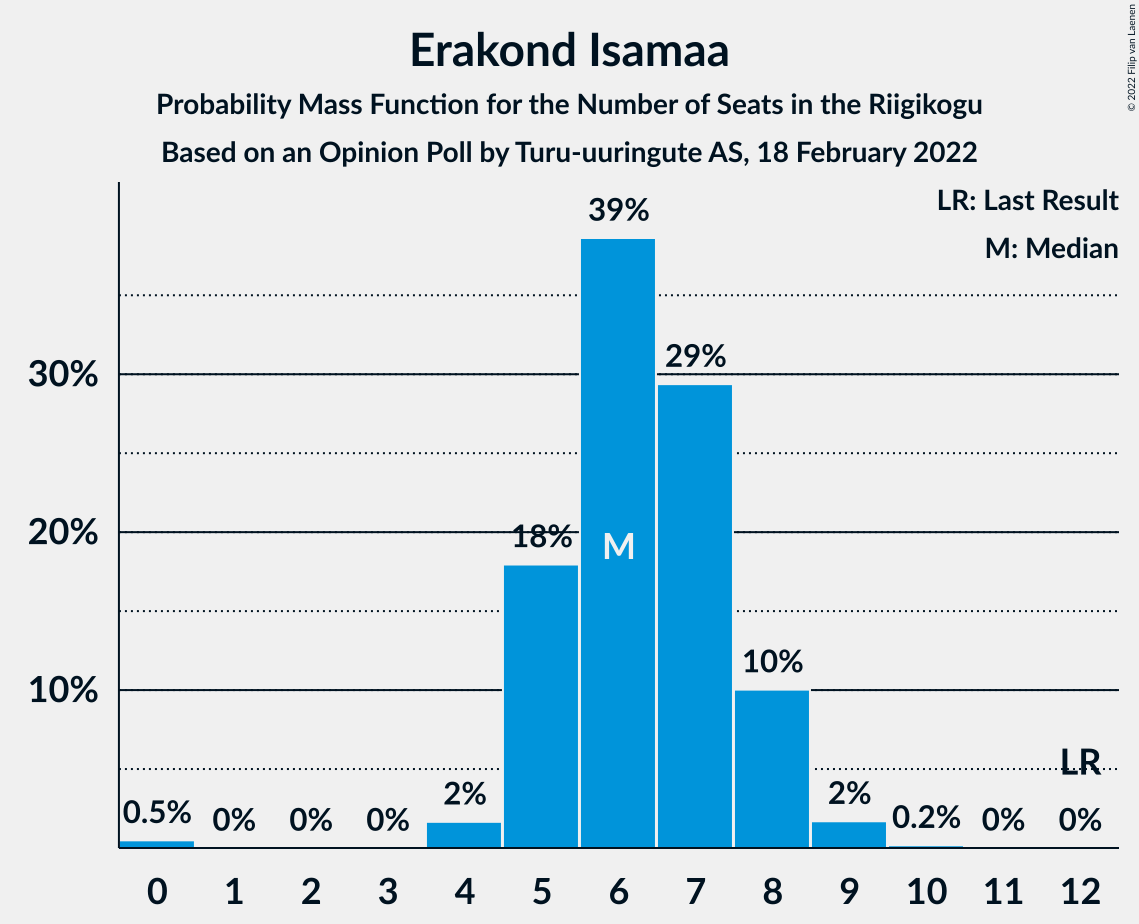 Erakond Isamaa
Probability Mass Function for the Number of Seats in the Riigikogu
Based on an Opinion Poll by Turu-uuringute AS, 18 February 2022
© 2022 Filip van Laenen
LR: Last Result
M: Median
39%
29%
30%
18%
20%
M
10%
10%
LR
0.5%
0%
0%
0%
2%
2%
0.2%
0%
0%
0 1 2 3 4 5 6 7 8 9 10 11 12